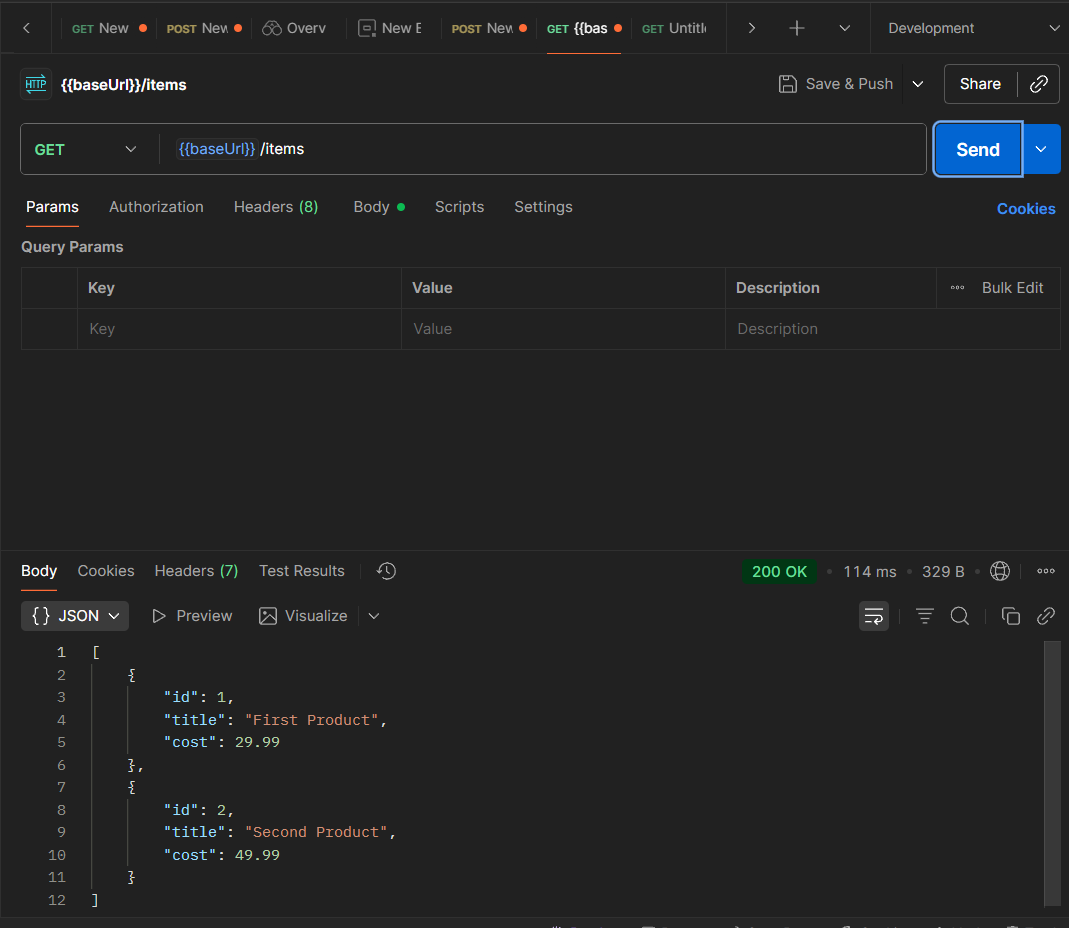 GET New POST New Overv New E POST New GET {{bas GET Untitle Development
HTTP {{baseUrl}}/items Save & Push Share
GET {{baseUrl}} /items Send
Params Authorization Headers (8) Body Scripts Settings Cookies
Query Params
Key Value Description Bulk Edit
Key Value Description
Body Cookies Headers (7) Test Results 200 OK 114 ms 329 B
{} JSON Preview Visualize
1 [
2 {
3 "id": 1,
4 "title": "First Product",
5 "cost": 29.99
6 },
7 {
8 "id": 2,
9 "title": "Second Product",
10 "cost": 49.99
11 }
12 ]